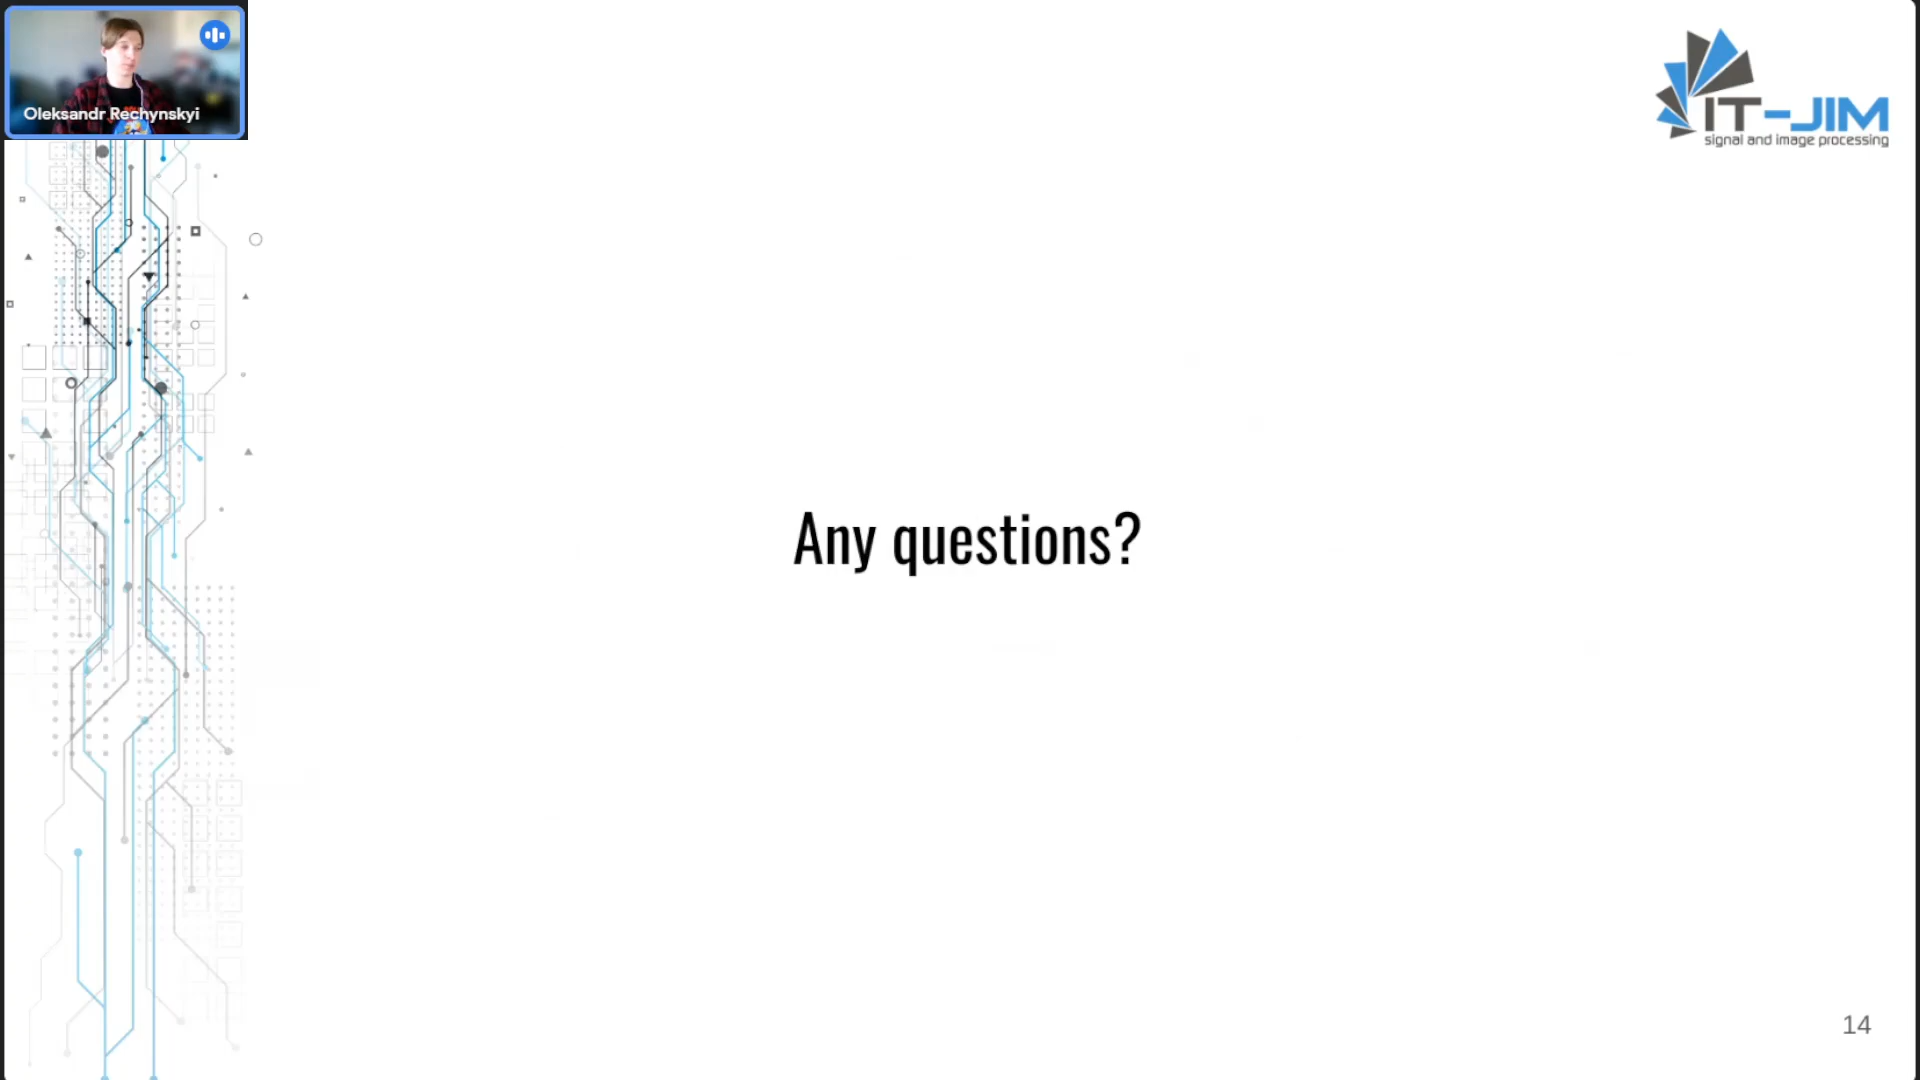 Oleksandr Rechynskyi
IT-JIM
signal and image processing
Any questions?
14